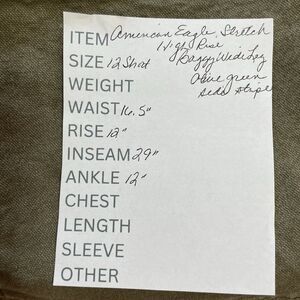 ITEM American Eagle Stretch
High Rise
SIZE 12 Short Baggy Wide Leg
Olive green
WEIGHT side stripe
WAIST 16.5"
RISE 12"
INSEAM 29"
ANKLE 12"
CHEST
LENGTH
SLEEVE
OTHER